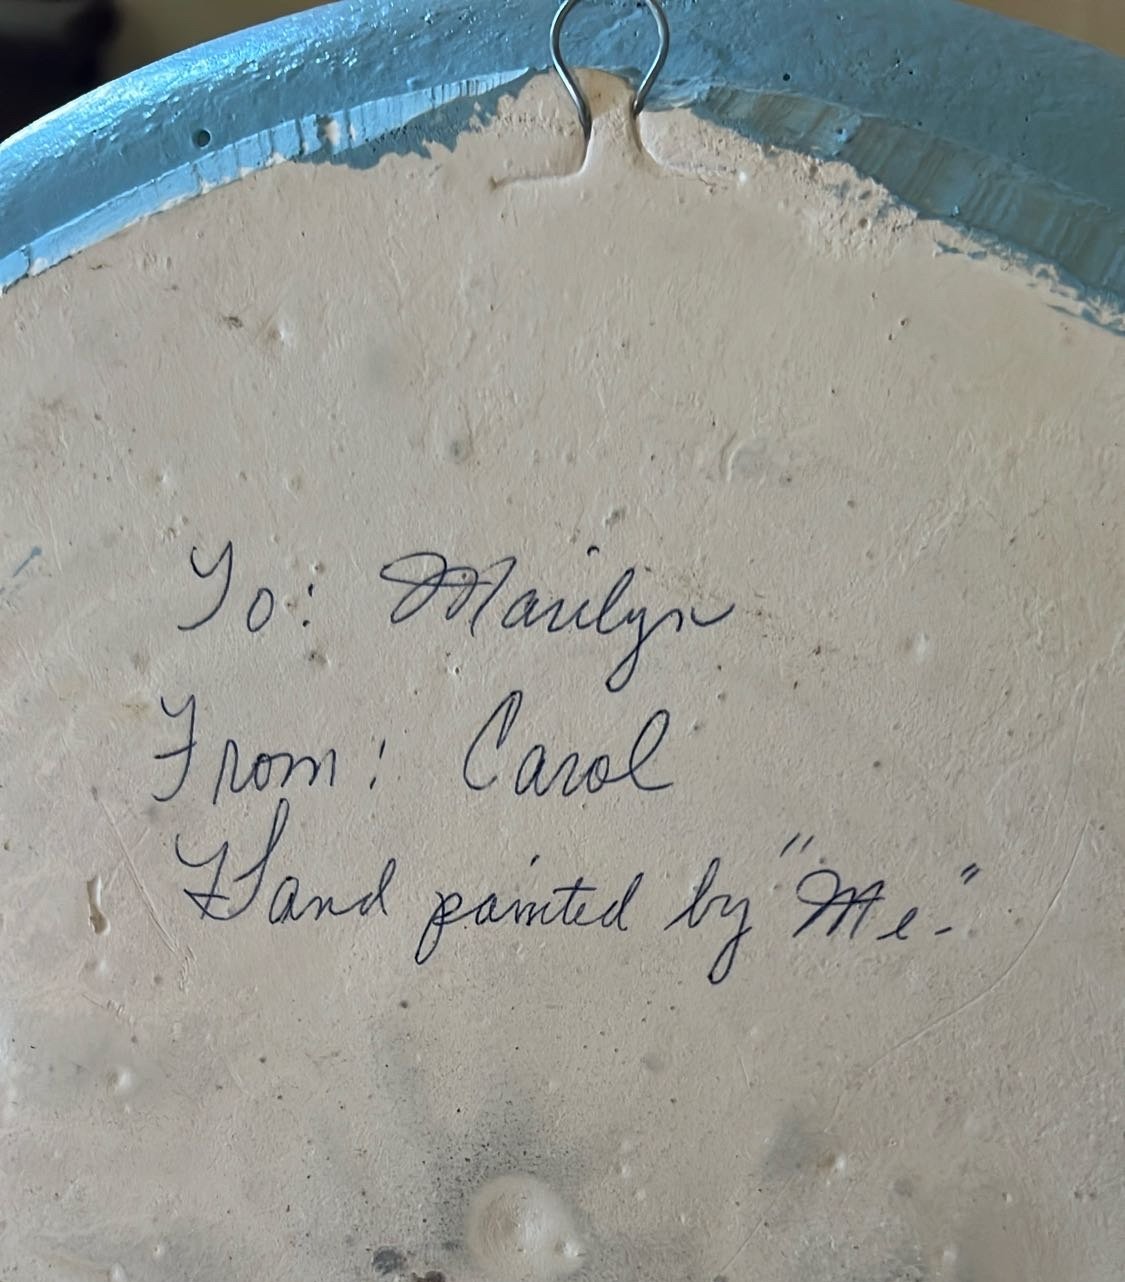 To: Marilyn
From: Carol
Hand painted by "Me."